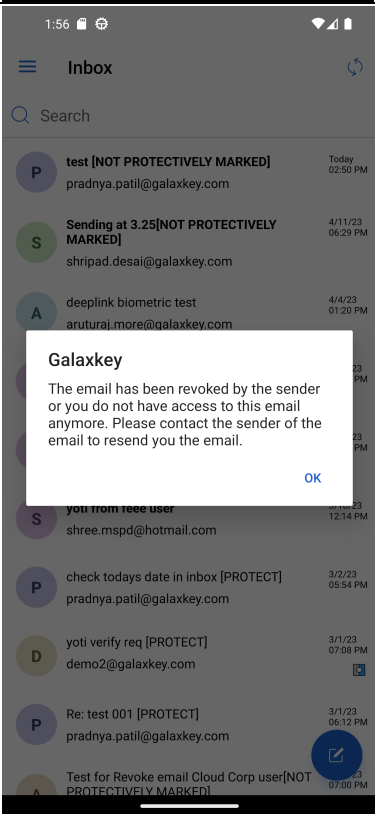 1:56
Inbox
Search
P
test [NOT PROTECTIVELY MARKED]
Today
02:50 PM
pradnya.patil@galaxkey.com
S
Sending at 3.25[NOT PROTECTIVELY
MARKED]
4/11/23
06:29 PM
shripad.desai@galaxkey.com
A
deeplink biometric test
4/4/23
01:20 PM
aruturaj.more@galaxkey.com
Galaxkey
The email has been revoked by the sender
or you do not have access to this email
anymore. Please contact the sender of the
email to resend you the email.
OK
S
yoti from feee user
12:14 PM
shree.mspd@hotmail.com
P
check todays date in inbox [PROTECT]
3/2/23
05:54 PM
pradnya.patil@galaxkey.com
D
yoti verify req [PROTECT]
3/1/23
07:08 PM
demo2@galaxkey.com
P
Re: test 001 [PROTECT]
3/1/23
06:12 PM
pradnya.patil@galaxkey.com
A
Test for Revoke email Cloud Corp user[NOT
PROTECTIVELY MARKED]
07:00 PM